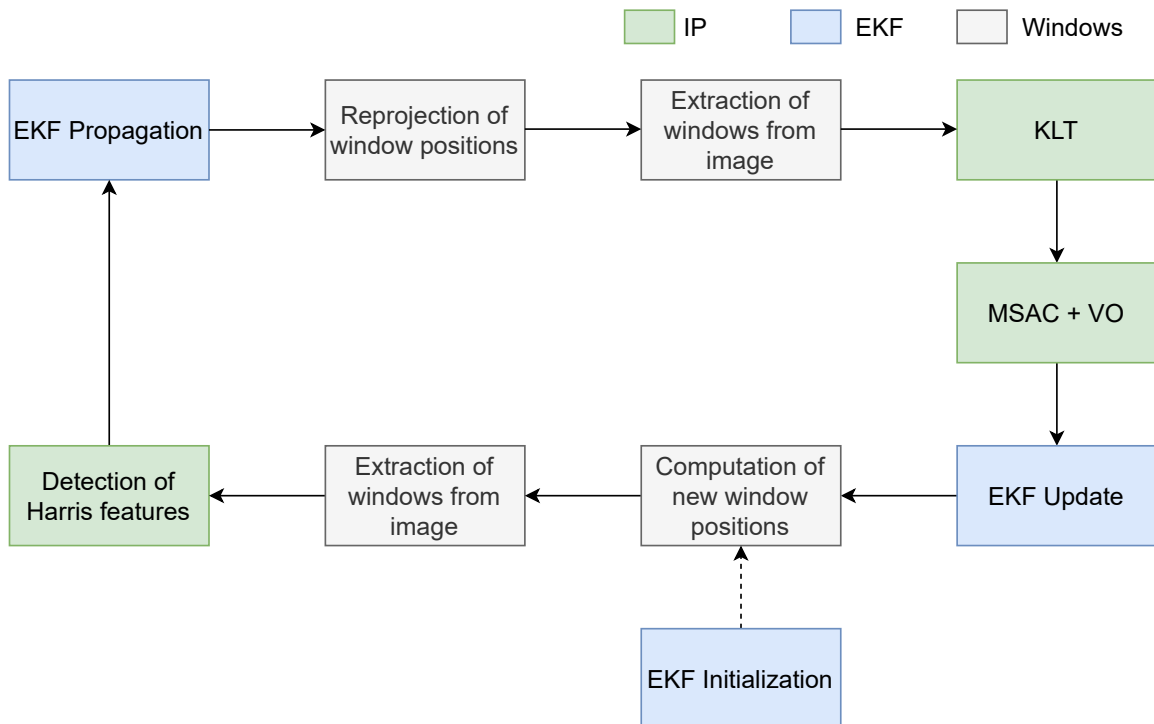 IP
EKF
Windows
EKF Propagation
Reprojection of
window positions
Extraction of
windows from
image
KLT
MSAC + VO
Detection of
Harris features
Extraction of
windows from
image
Computation of
new window
positions
EKF Update
EKF Initialization